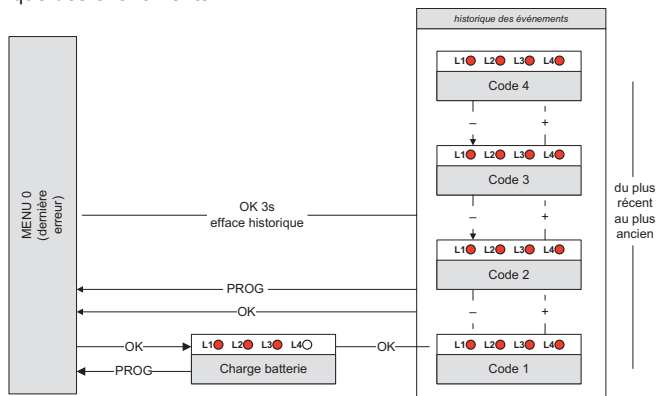 historique des événements
L1 L2 L3 L4
Code 4
– +
L1 L2 L3 L4
Code 3
– +
L1 L2 L3 L4
Code 2
– +
L1 L2 L3 L4
Code 1
du plus
récent
au plus
ancien
MENU 0
(dernière
erreur)
OK 3s
efface historique
PROG
OK
OK
L1 L2 L3 L4
Charge batterie
OK
PROG